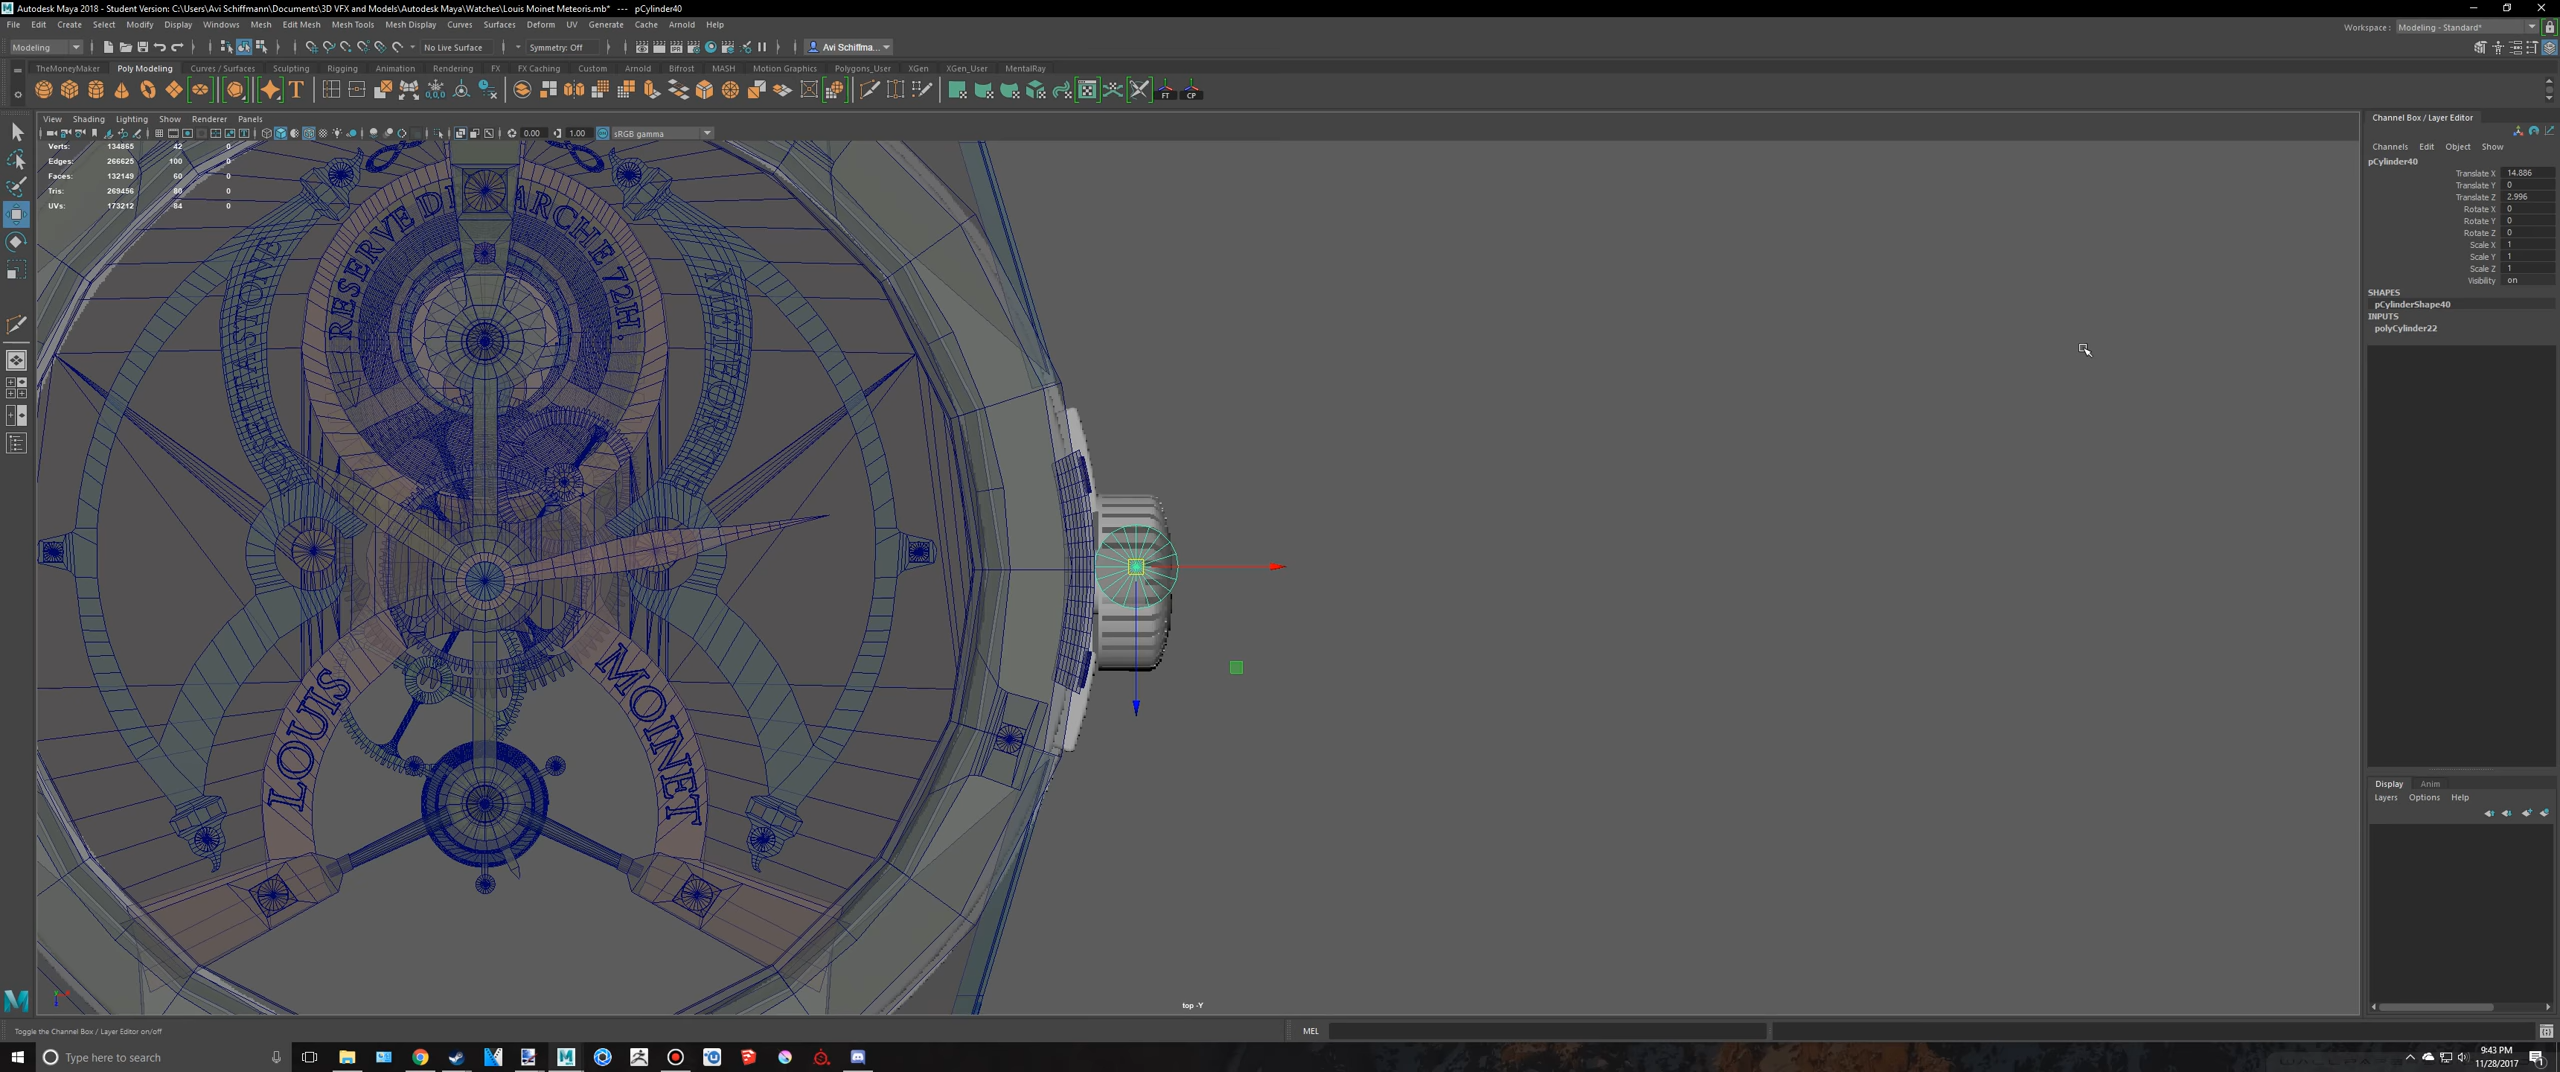 Autodesk Maya 2018 - Student Version: C:\Users\Avi Schiffmann\Documents\3D VFX and Models\Autodesk Maya\Watches\Louis Moinet Meteoris.mb* --- pCylinder40
File Edit Create Select Modify Display Windows Mesh Edit Mesh Mesh Tools Mesh Display Curves Surfaces Deform UV Generate Cache Arnold Help
Workspace : Modeling - Standard*
Modeling No Live Surface Symmetry: Off Avi Schiffma...
TheMoneyMaker Poly Modeling Curves / Surfaces Sculpting Rigging Animation Rendering FX FX Caching Custom Arnold Bifrost MASH Motion Graphics Polygons_User XGen XGen_User MentalRay
FT CP
View Shading Lighting Show Renderer Panels
0.00 1.00 sRGB gamma
Verts: 134865 42 0
Edges: 266625 100 0
Faces: 132149 60 0
Tris: 269456 80 0
UVs: 173212 84 0
RESERVE DE MARCHE 72H.
LOUIS
MOINET
top -Y
Channel Box / Layer Editor
Channels Edit Object Show
pCylinder40
Translate X 14.886
Translate Y 0
Translate Z 2.996
Rotate X 0
Rotate Y 0
Rotate Z 0
Scale X 1
Scale Y 1
Scale Z 1
Visibility on
SHAPES
pCylinderShape40
INPUTS
polyCylinder22
Display Anim
Layers Options Help
Toggle the Channel Box / Layer Editor on/off
MEL
Type here to search
9:43 PM
11/28/2017